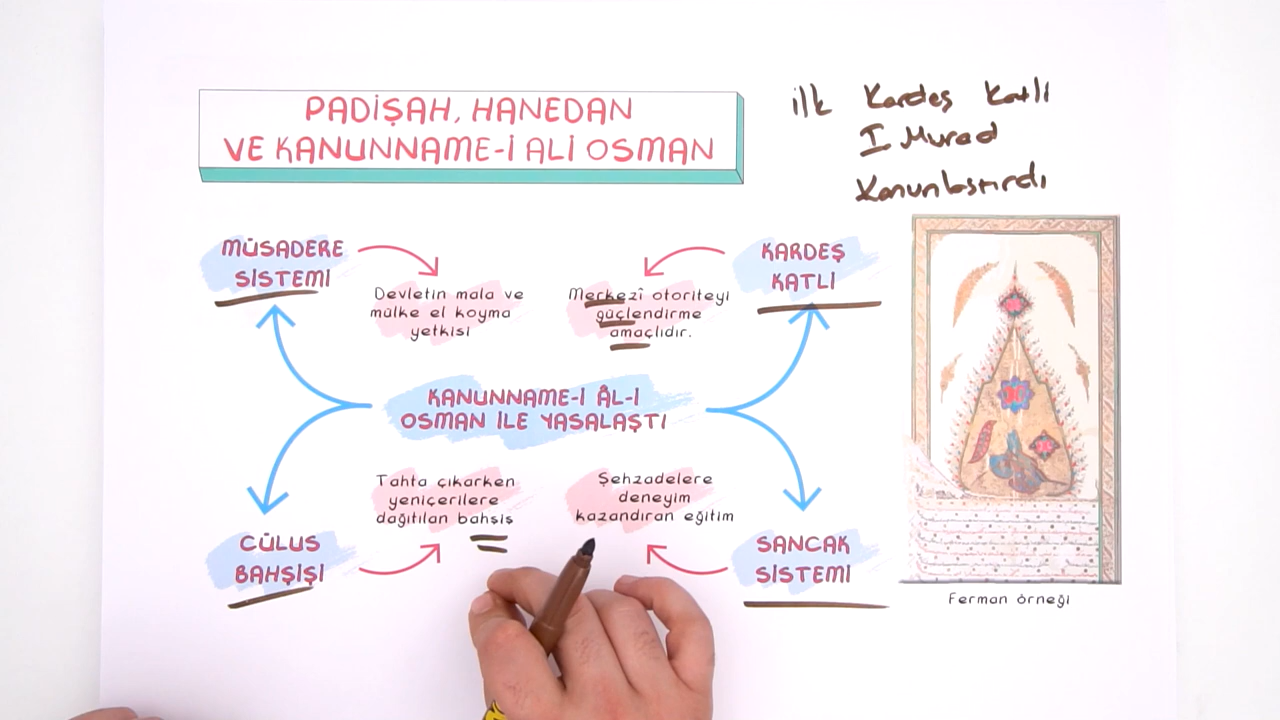 PADİŞAH, HANEDAN
VE KANUNNAME-İ ALİ OSMAN
ilk Kardeş Katli
I Murad
Kanunlaştırdı
MÜSADERE
SİSTEMİ
Devletin mala ve
mülke el koyma
yetkisi
KARDEŞ
KATLİ
Merkezî otoriteyi
güçlendirme
amaçlıdır.
KANUNNAME-İ ÂL-İ
OSMAN İLE YASALAŞTI
Tahta çıkarken
yeniçerilere
dağıtılan bahşiş
CÜLUS
BAHŞİŞİ
Şehzadelere
deneyim
kazandıran eğitim
SANCAK
SİSTEMİ
Ferman örneği